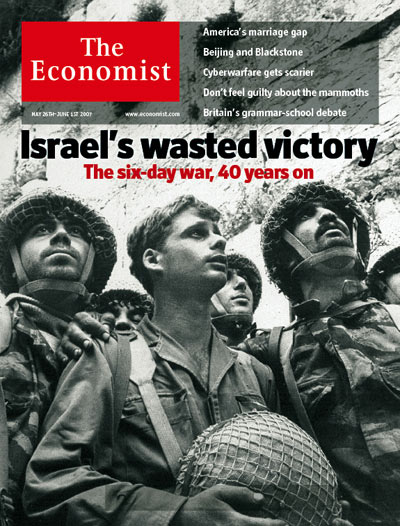 The
Economist
MAY 26TH-JUNE 1ST 2007 www.economist.com
America's marriage gap
Beijing and Blackstone
Cyberwarfare gets scarier
Don't feel guilty about the mammoths
Britain's grammar-school debate
Israel's wasted victory
The six-day war, 40 years on